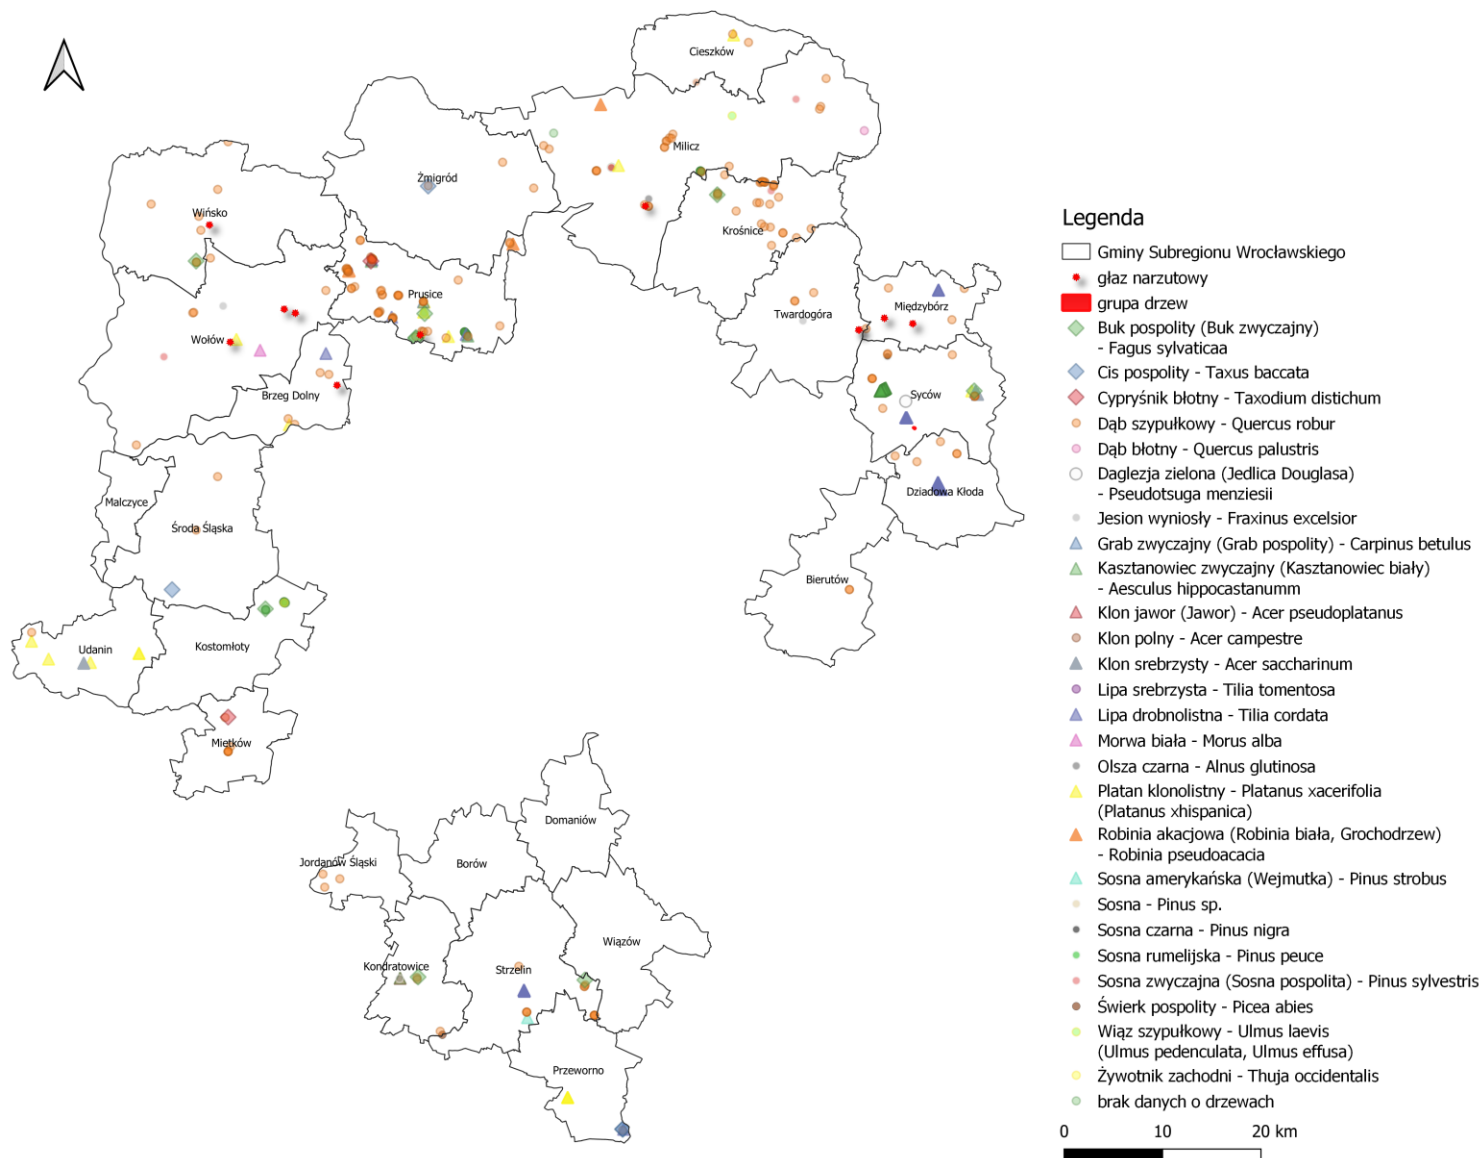 Cieszków
Milicz
Żmigród
Wińsko
Krośnice
Prusice
Międzybórz
Twardogóra
Wołów
Brzeg Dolny
Syców
Malczyce
Dziadowa Kłoda
Środa Śląska
Bierutów
Udanin
Kostomłoty
Mietków
Domaniów
Jordanów Śląski
Borów
Wiązów
Kondratowice
Strzelin
Przeworno
Legenda
Gminy Subregionu Wrocławskiego
głaz narzutowy
grupa drzew
Buk pospolity (Buk zwyczajny)
- Fagus sylvaticaa
Cis pospolity - Taxus baccata
Cypryśnik błotny - Taxodium distichum
Dąb szypułkowy - Quercus robur
Dąb błotny - Quercus palustris
Daglezja zielona (Jedlica Douglasa)
- Pseudotsuga menziesii
Jesion wyniosły - Fraxinus excelsior
Grab zwyczajny (Grab pospolity) - Carpinus betulus
Kasztanowiec zwyczajny (Kasztanowiec biały)
- Aesculus hippocastanumm
Klon jawor (Jawor) - Acer pseudoplatanus
Klon polny - Acer campestre
Klon srebrzysty - Acer saccharinum
Lipa srebrzysta - Tilia tomentosa
Lipa drobnolistna - Tilia cordata
Morwa biała - Morus alba
Olsza czarna - Alnus glutinosa
Platan klonolistny - Platanus xacerifolia
(Platanus xhispanica)
Robinia akacjowa (Robinia biała, Grochodrzew)
- Robinia pseudoacacia
Sosna amerykańska (Wejmutka) - Pinus strobus
Sosna - Pinus sp.
Sosna czarna - Pinus nigra
Sosna rumelijska - Pinus peuce
Sosna zwyczajna (Sosna pospolita) - Pinus sylvestris
Świerk pospolity - Picea abies
Wiąz szypułkowy - Ulmus laevis
(Ulmus pedenculata, Ulmus effusa)
Żywotnik zachodni - Thuja occidentalis
brak danych o drzewach
0 10 20 km